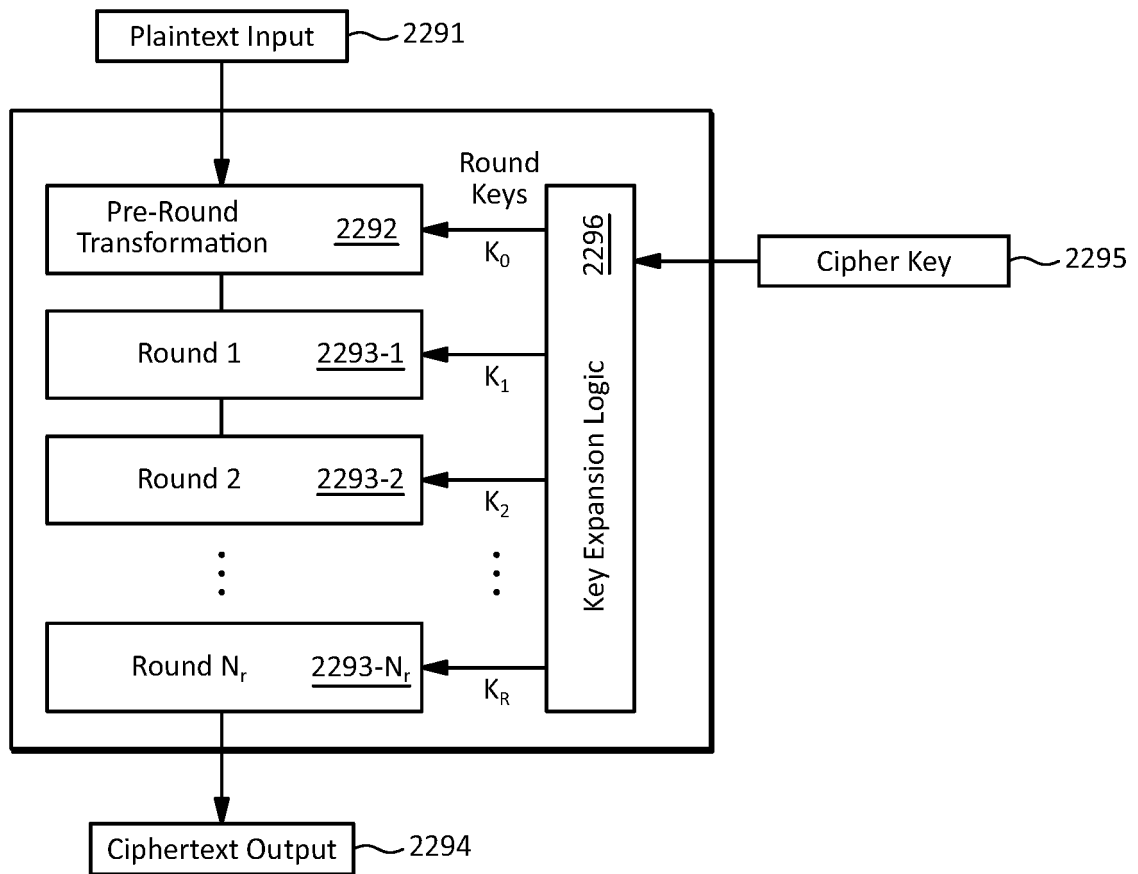 Plaintext Input
2291
Round
Keys
Pre-Round
Transformation
2292
K₀
2296
Cipher Key
2295
Round 1
2293-1
K₁
Key Expansion Logic
Round 2
2293-2
K₂
⋮
⋮
Round Nᵣ
2293-Nᵣ
K_R
Ciphertext Output
2294